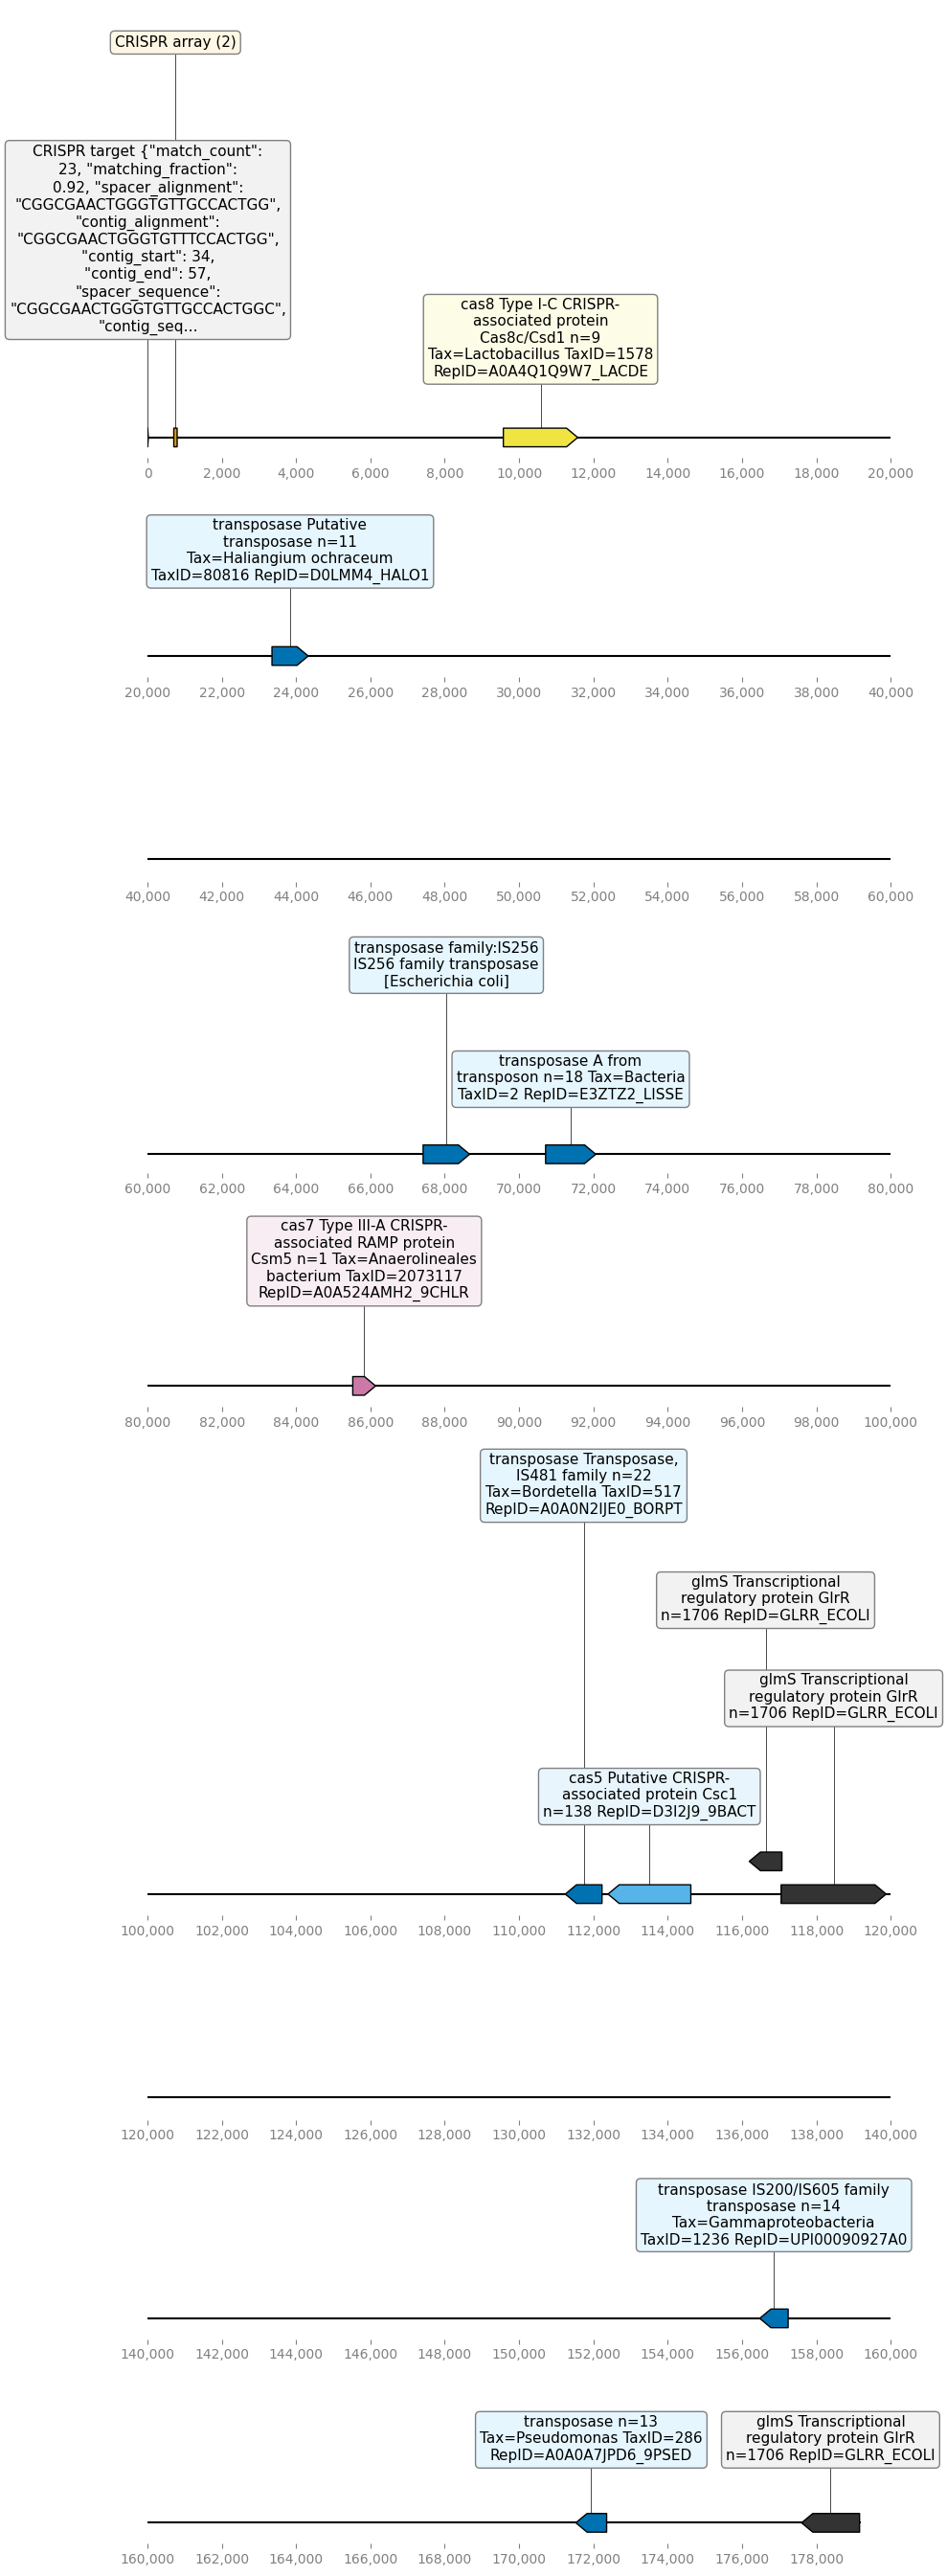 CRISPR array (2)
CRISPR target {"match_count":
23, "matching_fraction":
0.92, "spacer_alignment":
"CGGCGAACTGGGTGTTGCCACTGG",
"contig_alignment":
"CGGCGAACTGGGTGTTTCCACTGG",
"contig_start": 34,
"contig_end": 57,
"spacer_sequence":
"CGGCGAACTGGGTGTTGCCACTGGC",
"contig_seq...
cas8 Type I-C CRISPR-
associated protein
Cas8c/Csd1 n=9
Tax=Lactobacillus TaxID=1578
RepID=A0A4Q1Q9W7_LACDE
0 2,000 4,000 6,000 8,000 10,000 12,000 14,000 16,000 18,000 20,000
transposase Putative
transposase n=11
Tax=Haliangium ochraceum
TaxID=80816 RepID=D0LMM4_HALO1
20,000 22,000 24,000 26,000 28,000 30,000 32,000 34,000 36,000 38,000 40,000
40,000 42,000 44,000 46,000 48,000 50,000 52,000 54,000 56,000 58,000 60,000
transposase family:IS256
IS256 family transposase
[Escherichia coli]
transposase A from
transposon n=18 Tax=Bacteria
TaxID=2 RepID=E3ZTZ2_LISSE
60,000 62,000 64,000 66,000 68,000 70,000 72,000 74,000 76,000 78,000 80,000
cas7 Type III-A CRISPR-
associated RAMP protein
Csm5 n=1 Tax=Anaerolineales
bacterium TaxID=2073117
RepID=A0A524AMH2_9CHLR
80,000 82,000 84,000 86,000 88,000 90,000 92,000 94,000 96,000 98,000 100,000
transposase Transposase,
IS481 family n=22
Tax=Bordetella TaxID=517
RepID=A0A0N2IJE0_BORPT
glmS Transcriptional
regulatory protein GlrR
n=1706 RepID=GLRR_ECOLI
glmS Transcriptional
regulatory protein GlrR
n=1706 RepID=GLRR_ECOLI
cas5 Putative CRISPR-
associated protein Csc1
n=138 RepID=D3I2J9_9BACT
100,000 102,000 104,000 106,000 108,000 110,000 112,000 114,000 116,000 118,000 120,000
120,000 122,000 124,000 126,000 128,000 130,000 132,000 134,000 136,000 138,000 140,000
transposase IS200/IS605 family
transposase n=14
Tax=Gammaproteobacteria
TaxID=1236 RepID=UPI00090927A0
140,000 142,000 144,000 146,000 148,000 150,000 152,000 154,000 156,000 158,000 160,000
transposase n=13
Tax=Pseudomonas TaxID=286
RepID=A0A0A7JPD6_9PSED
glmS Transcriptional
regulatory protein GlrR
n=1706 RepID=GLRR_ECOLI
160,000 162,000 164,000 166,000 168,000 170,000 172,000 174,000 176,000 178,000